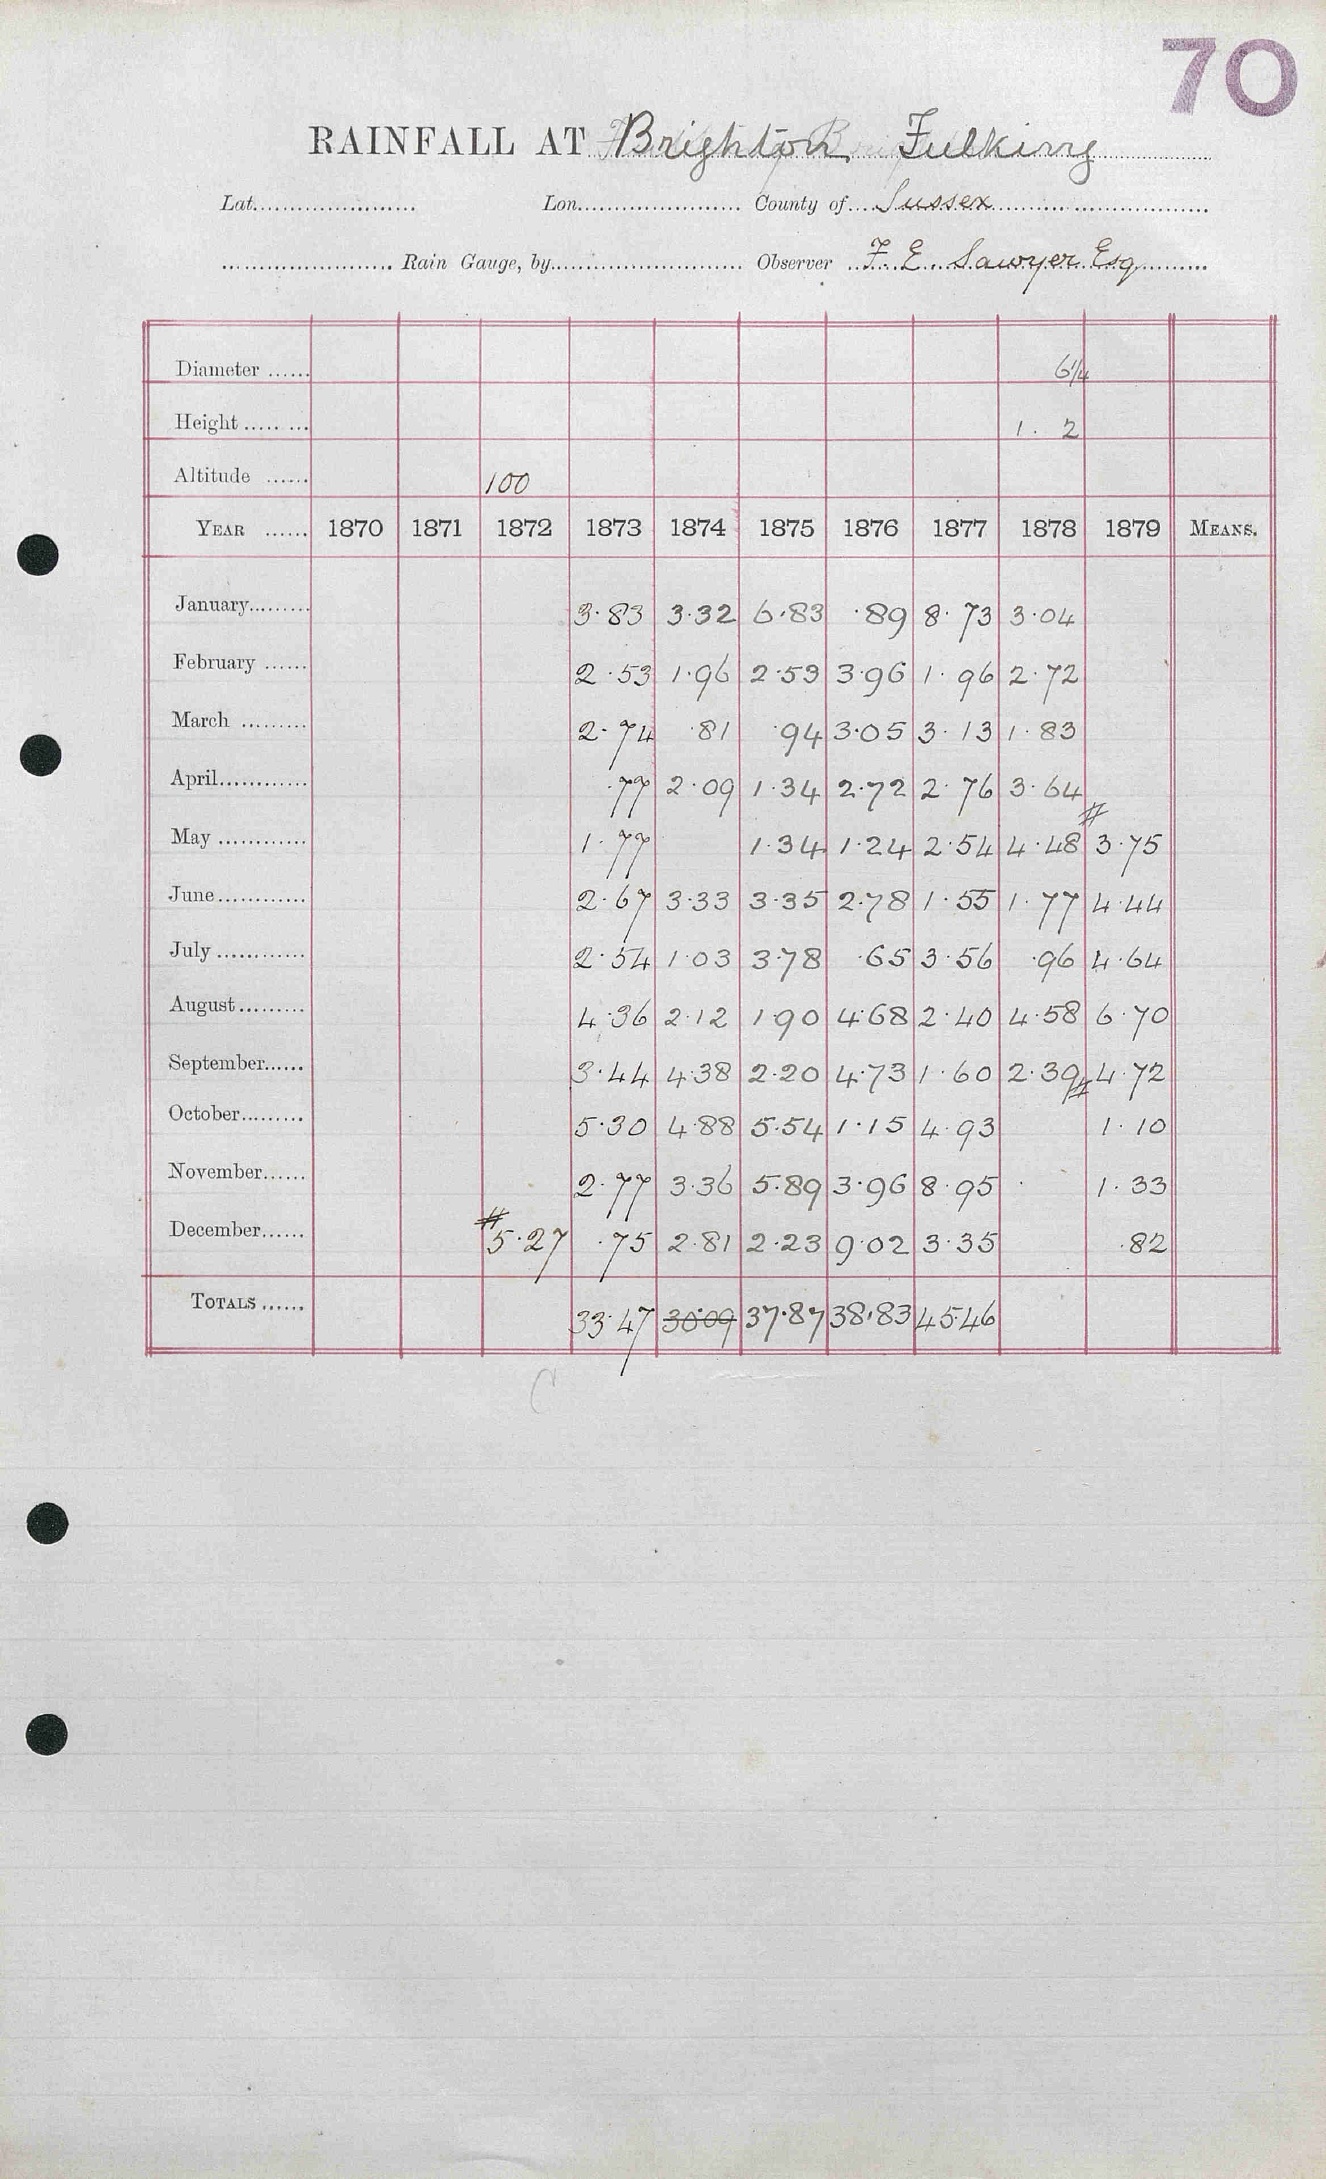 70
RAINFALL AT Brighton, Fulking
Lat. Lon. County of Sussex
Rain Gauge, by Observer F. E. Sawyer Esq
Diameter 6¼
Height 1. 2
Altitude 100
YEAR 1870 1871 1872 1873 1874 1875 1876 1877 1878 1879 MEANS.
January 3.83 3.32 6.83 .89 8.73 3.04
February 2.53 1.96 2.59 3.96 1.96 2.72
March 2.74 .81 .94 3.05 3.13 1.83
April .77 2.09 1.34 2.72 2.76 3.64
May 1.77 1.34 1.24 2.54 4.48 # 3.75
June 2.67 3.33 3.35 2.78 1.55 1.77 4.44
July 2.54 1.03 3.78 .65 3.56 .96 4.64
August 4.36 2.12 1.90 4.68 2.40 4.58 6.70
September 3.44 4.38 2.20 4.73 1.60 2.39 # 4.72
October 5.30 4.88 5.54 1.15 4.93 1.10
November 2.77 3.36 5.89 3.96 8.95 1.33
December # 5.27 .75 2.81 2.23 9.02 3.35 .82
TOTALS 33.47 30.09 37.87 38.83 45.46